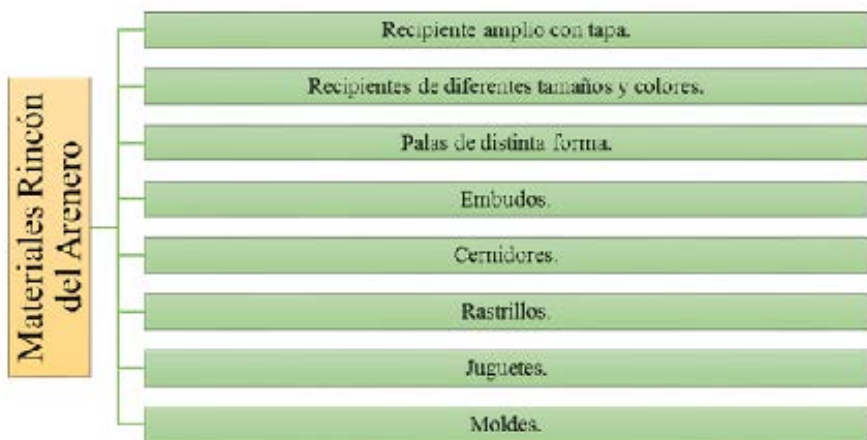 Materiales Rincón
del Arenero
Recipiente amplio con tapa.
Recipientes de diferentes tamaños y colores.
Palas de distinta forma.
Embudos.
Cernidores.
Rastrillos.
Juguetes.
Moldes.